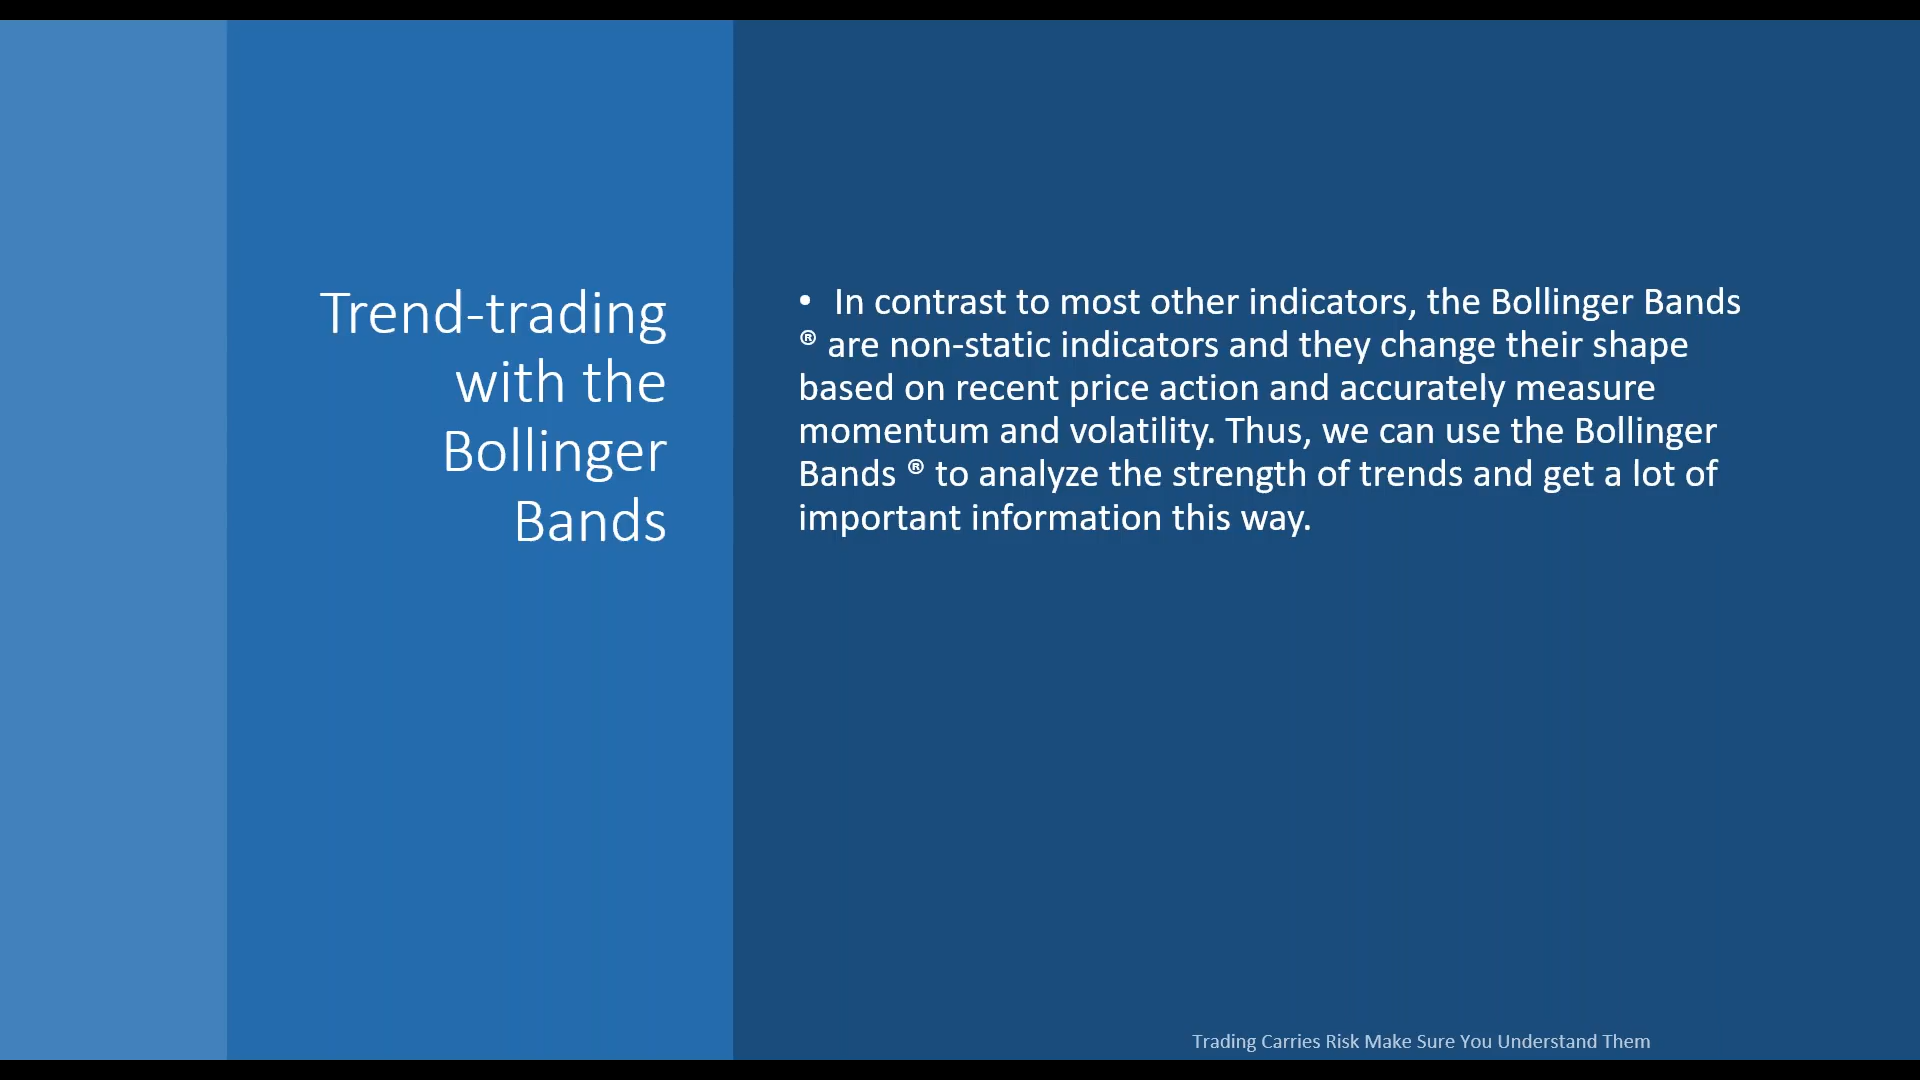 Trend-trading
with the
Bollinger
Bands
• In contrast to most other indicators, the Bollinger Bands
® are non-static indicators and they change their shape
based on recent price action and accurately measure
momentum and volatility. Thus, we can use the Bollinger
Bands ® to analyze the strength of trends and get a lot of
important information this way.
Trading Carries Risk Make Sure You Understand Them